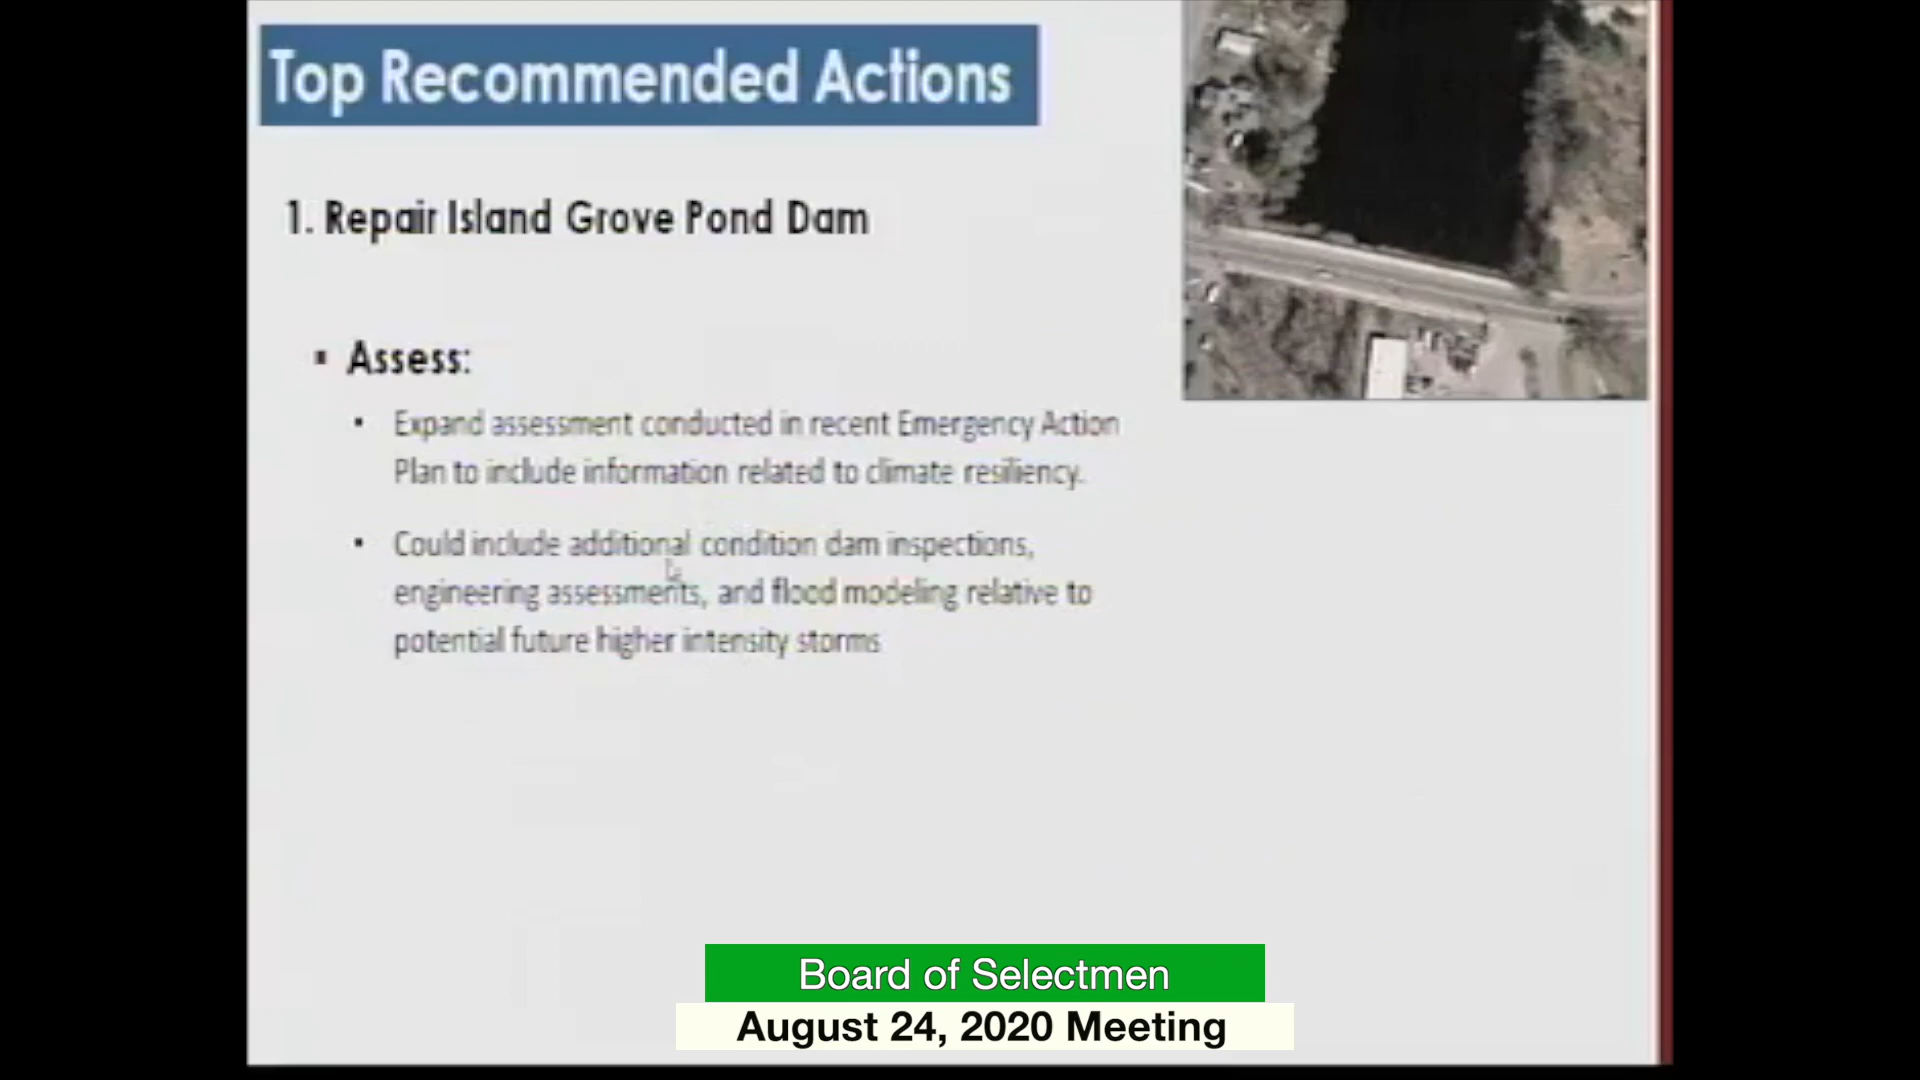 Top Recommended Actions
1. Repair Island Grove Pond Dam
▪ Assess:
• Expand assessment conducted in recent Emergency Action
Plan to include information related to climate resiliency.
• Could include additional condition dam inspections,
engineering assessments, and flood modeling relative to
potential future higher intensity storms
Board of Selectmen
August 24, 2020 Meeting